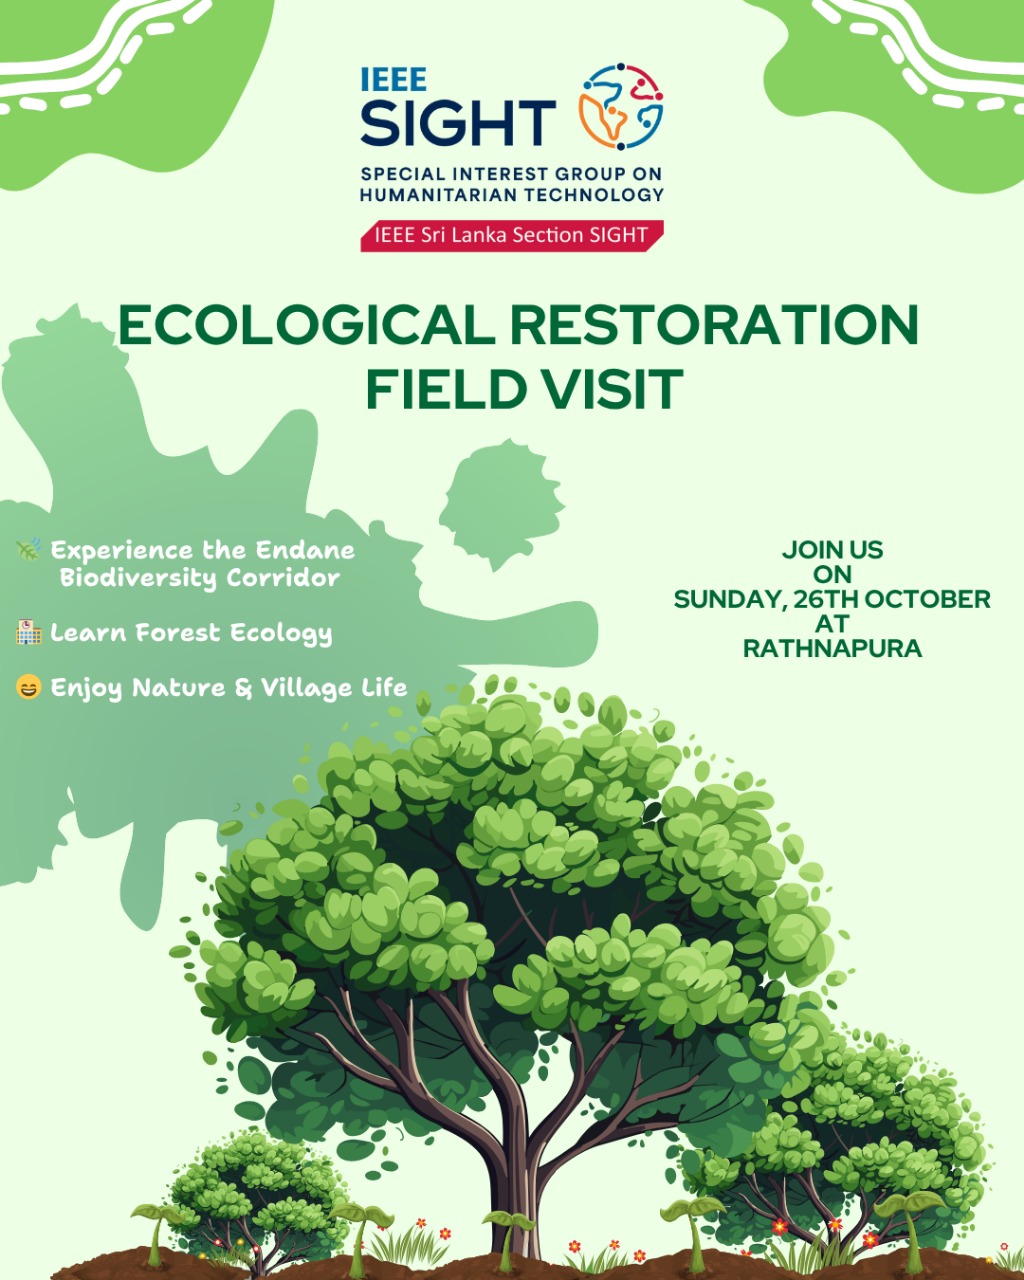 IEEE
SIGHT
SPECIAL INTEREST GROUP ON
HUMANITARIAN TECHNOLOGY
IEEE Sri Lanka Section SIGHT
ECOLOGICAL RESTORATION
FIELD VISIT
Experience the Endane
Biodiversity Corridor
Learn Forest Ecology
Enjoy Nature & Village Life
JOIN US
ON
SUNDAY, 26TH OCTOBER
AT
RATHNAPURA